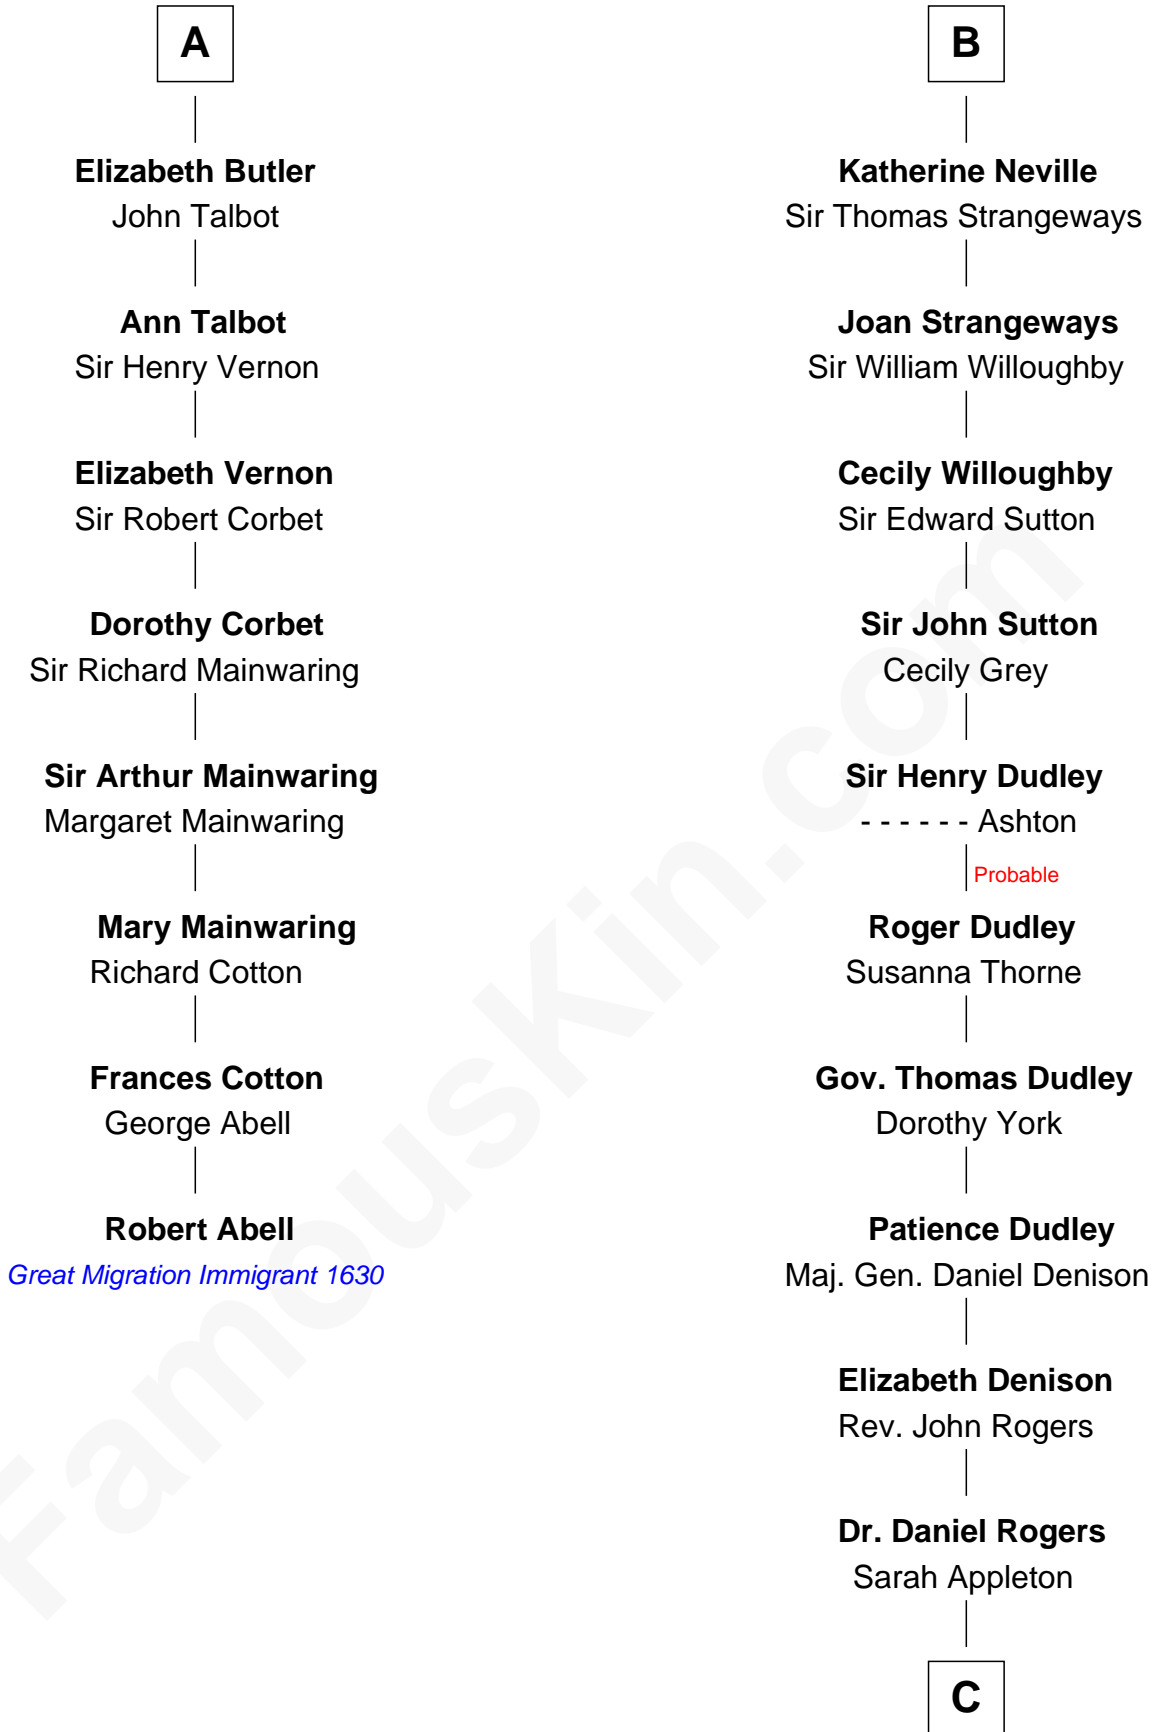 A
Elizabeth Butler
John Talbot
Ann Talbot
Sir Henry Vernon
Elizabeth Vernon
Sir Robert Corbet
Dorothy Corbet
Sir Richard Mainwaring
Sir Arthur Mainwaring
Margaret Mainwaring
Mary Mainwaring
Richard Cotton
Frances Cotton
George Abell
Robert Abell
Great Migration Immigrant 1630
B
Katherine Neville
Sir Thomas Strangeways
Joan Strangeways
Sir William Willoughby
Cecily Willoughby
Sir Edward Sutton
Sir John Sutton
Cecily Grey
Sir Henry Dudley
- - - - - - Ashton
Probable
Roger Dudley
Susanna Thorne
Gov. Thomas Dudley
Dorothy York
Patience Dudley
Maj. Gen. Daniel Denison
Elizabeth Denison
Rev. John Rogers
Dr. Daniel Rogers
Sarah Appleton
C
FamousKin.com